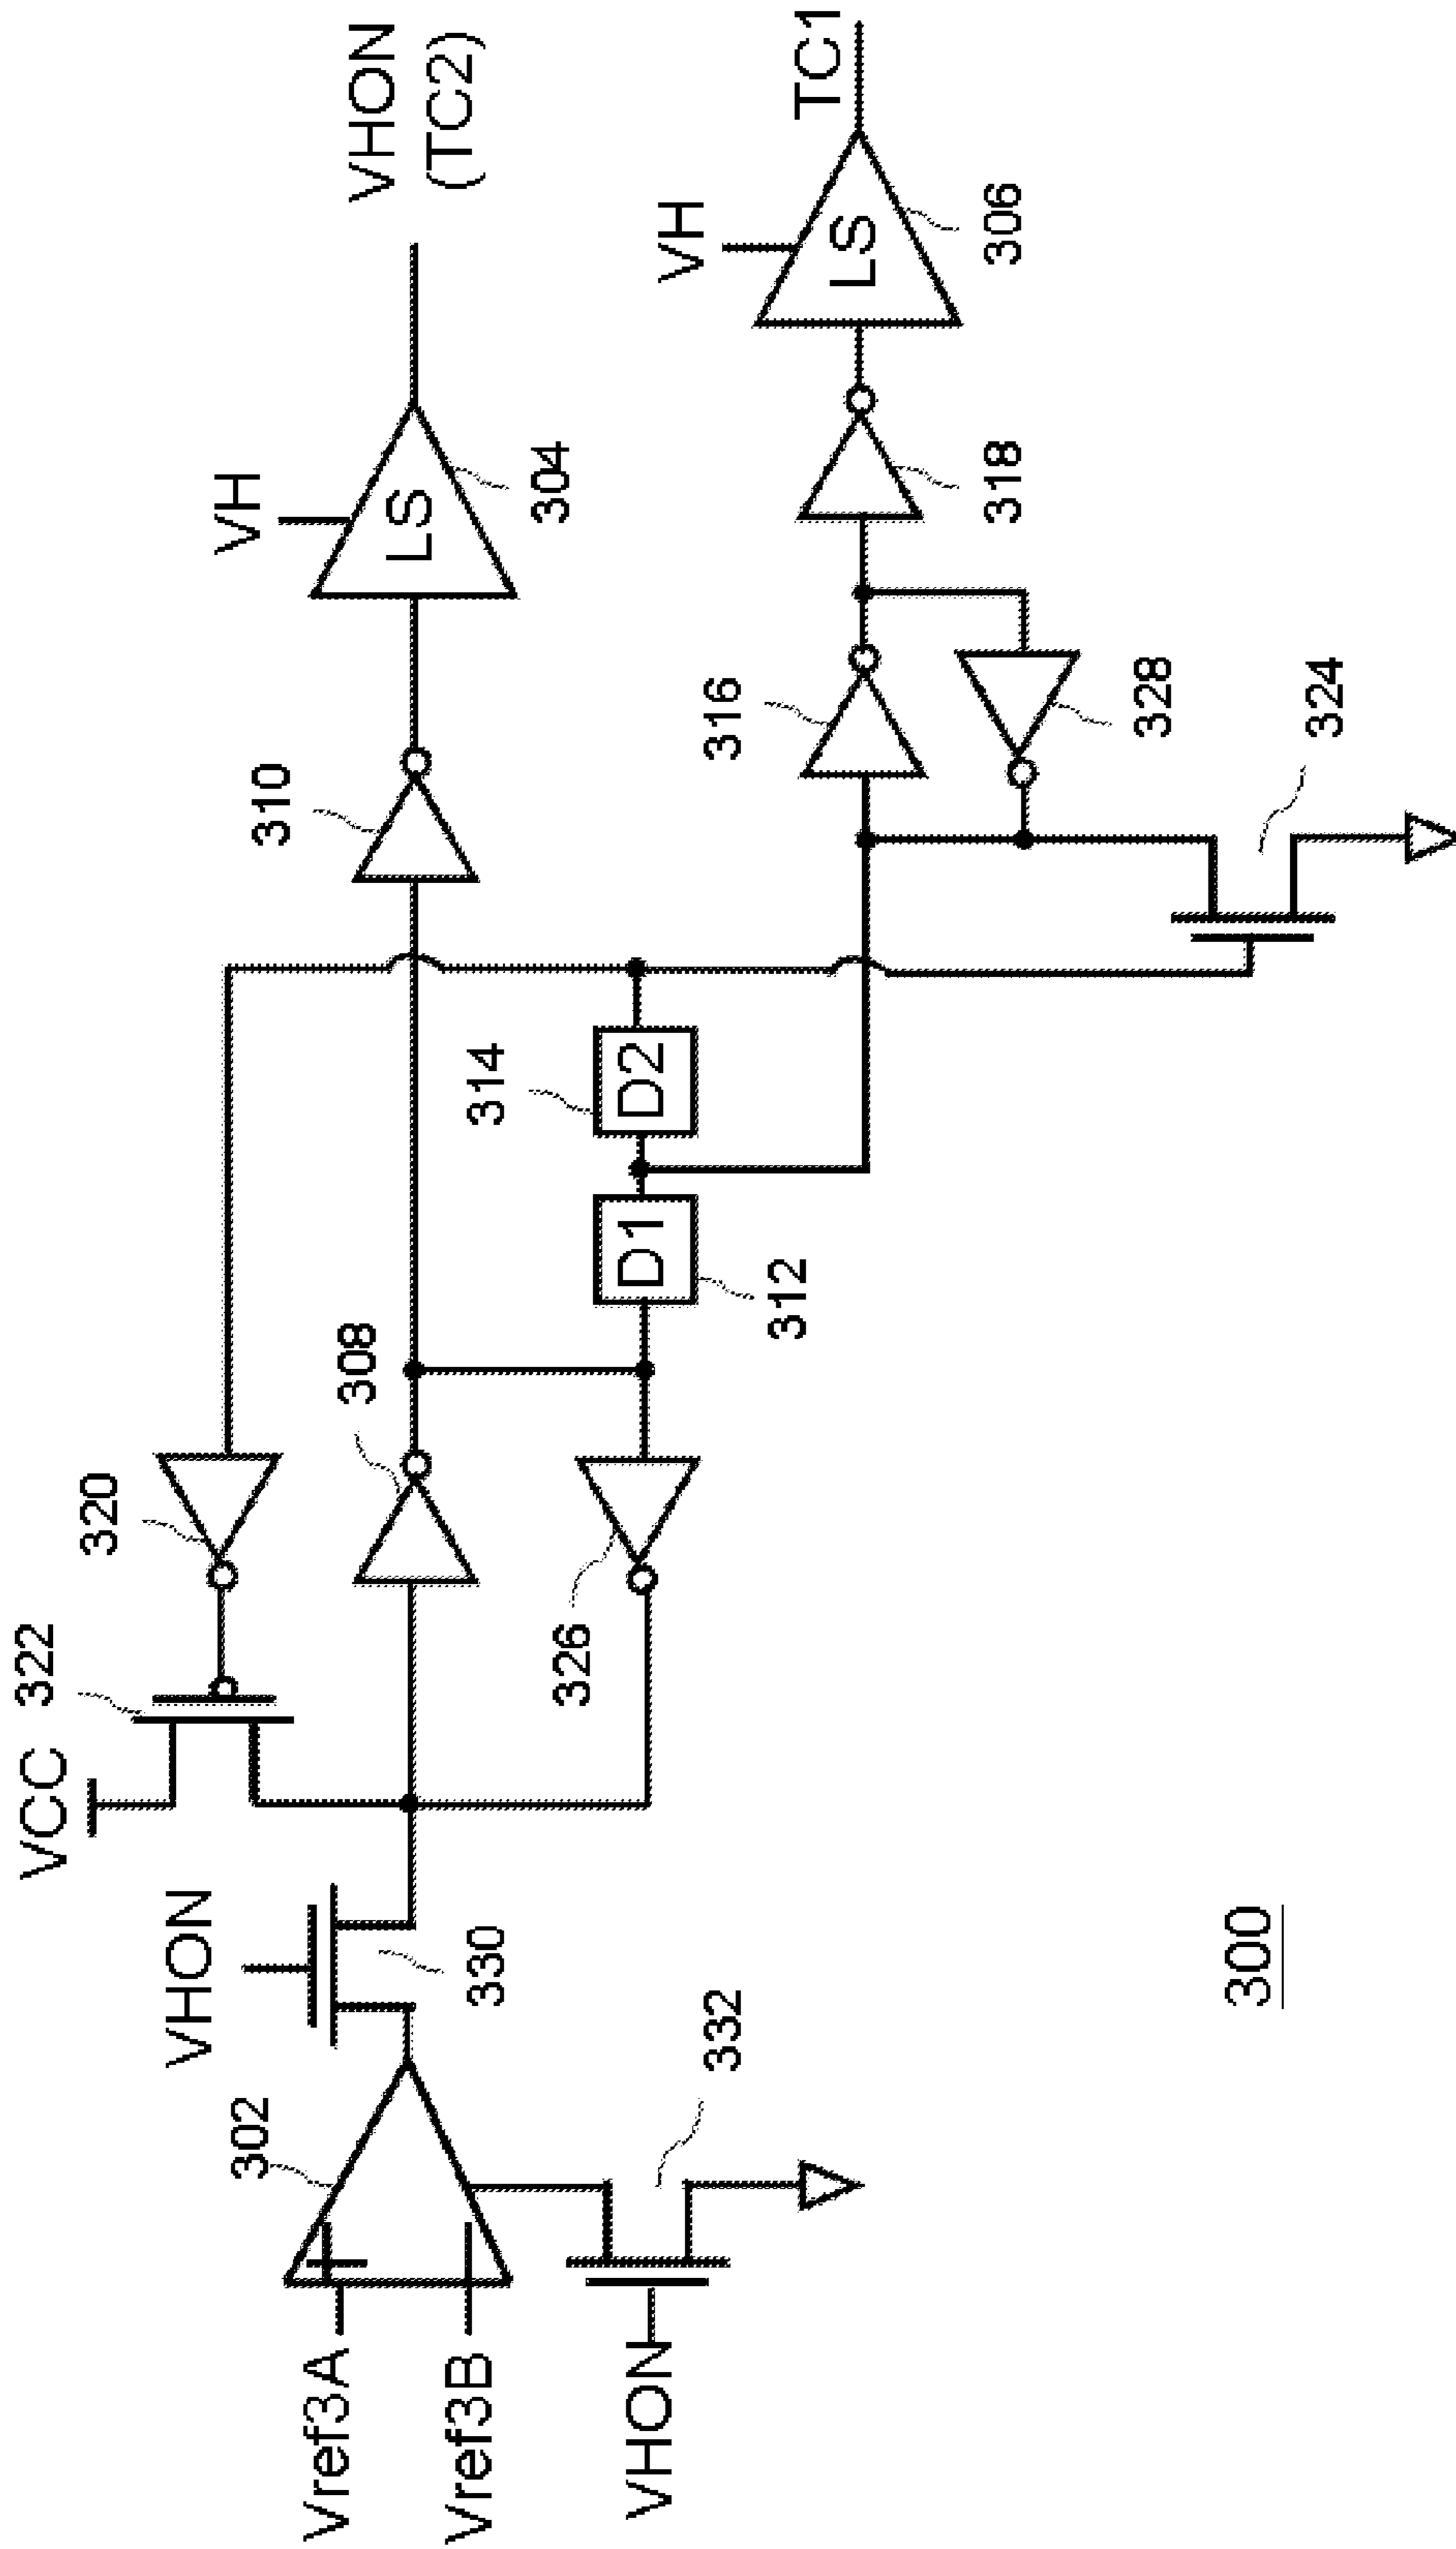 VHON
(TC2)
TC1
VH
LS
304
VH
LS
306
310
318
316
328
324
314
D2
D1
312
308
320
326
322
VCC
VHON
330
302
332
Vref3A
Vref3B
VHON
300